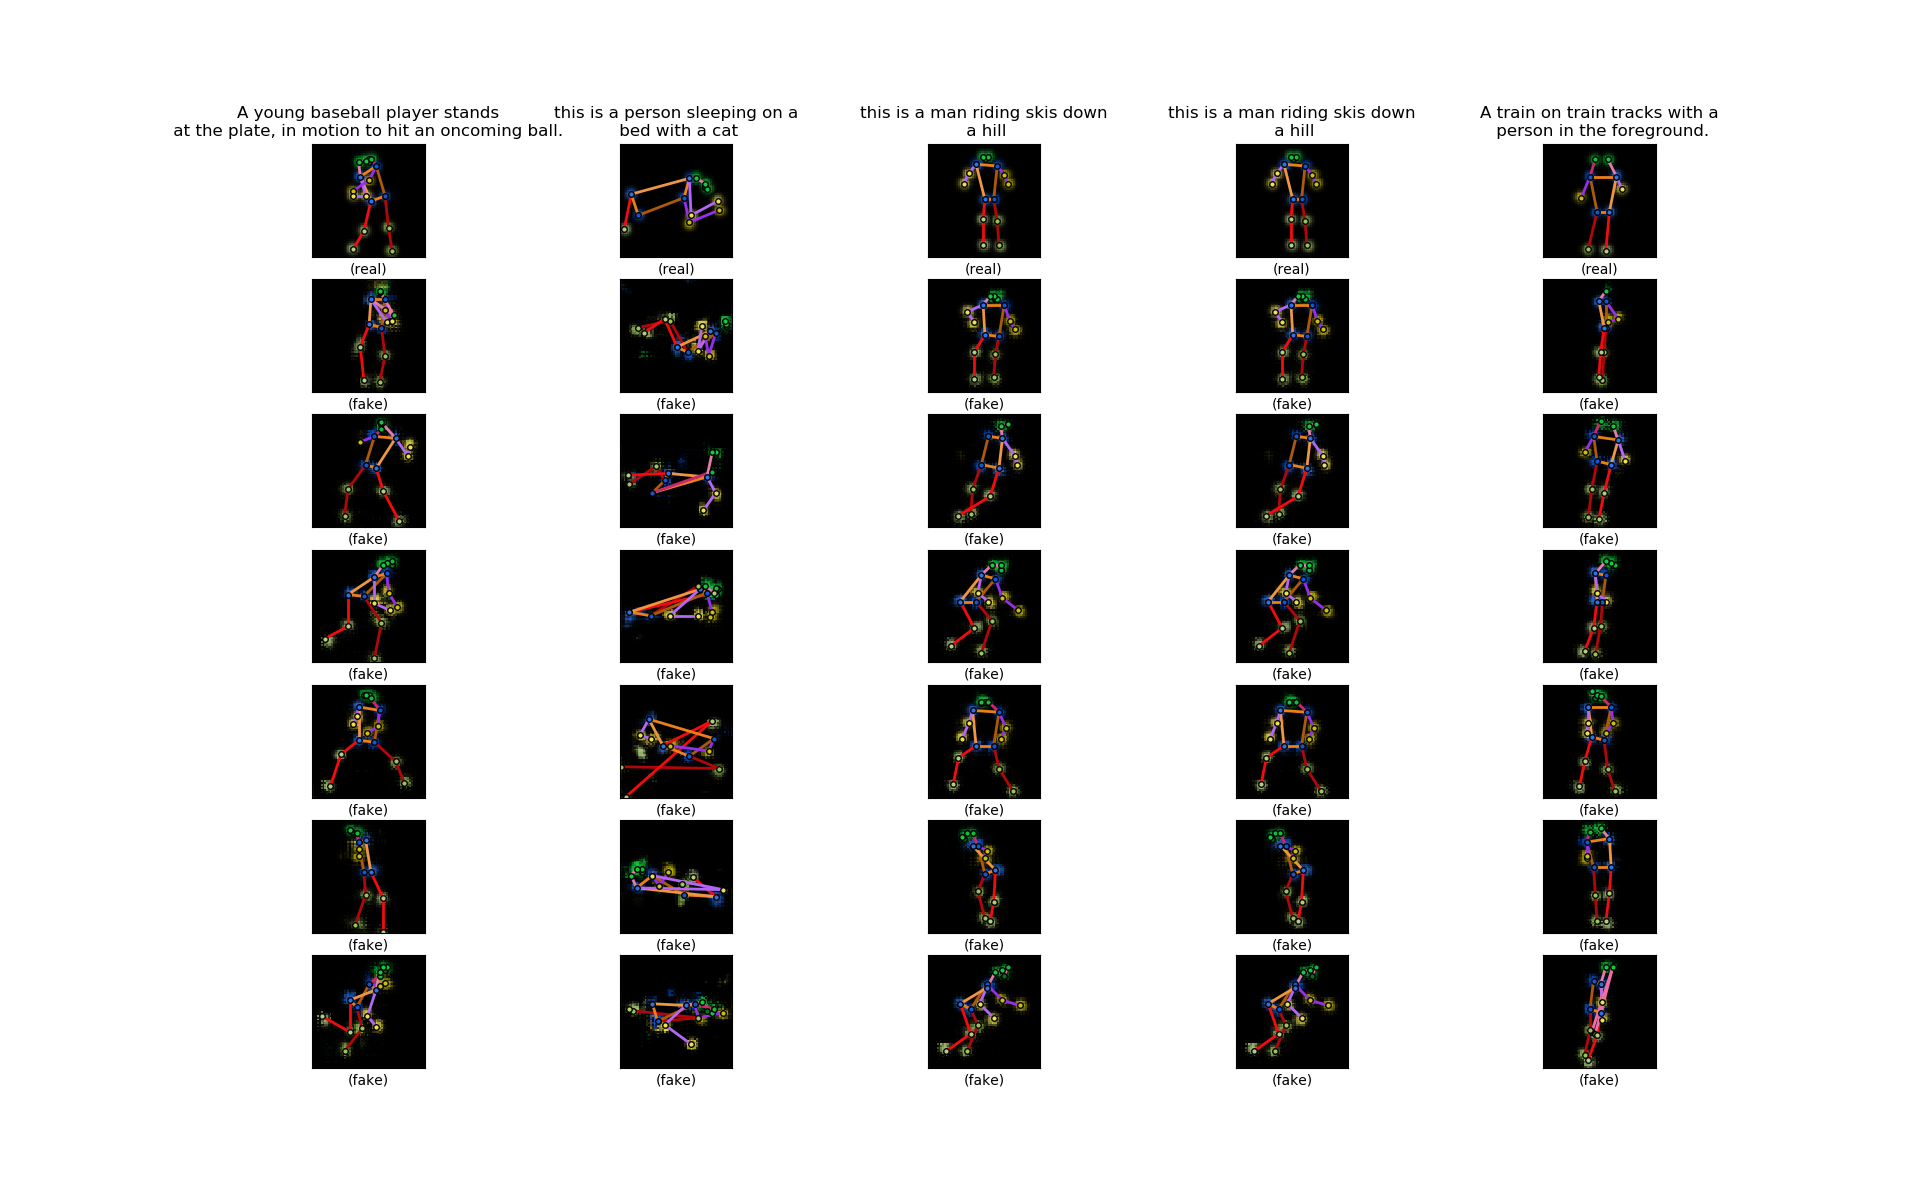 A young baseball player stands
at the plate, in motion to hit an oncoming ball.
this is a person sleeping on a
bed with a cat
this is a man riding skis down
a hill
this is a man riding skis down
a hill
A train on train tracks with a
person in the foreground.
(real) (real) (real) (real) (real)
(fake) (fake) (fake) (fake) (fake)
(fake) (fake) (fake) (fake) (fake)
(fake) (fake) (fake) (fake) (fake)
(fake) (fake) (fake) (fake) (fake)
(fake) (fake) (fake) (fake) (fake)
(fake) (fake) (fake) (fake) (fake)